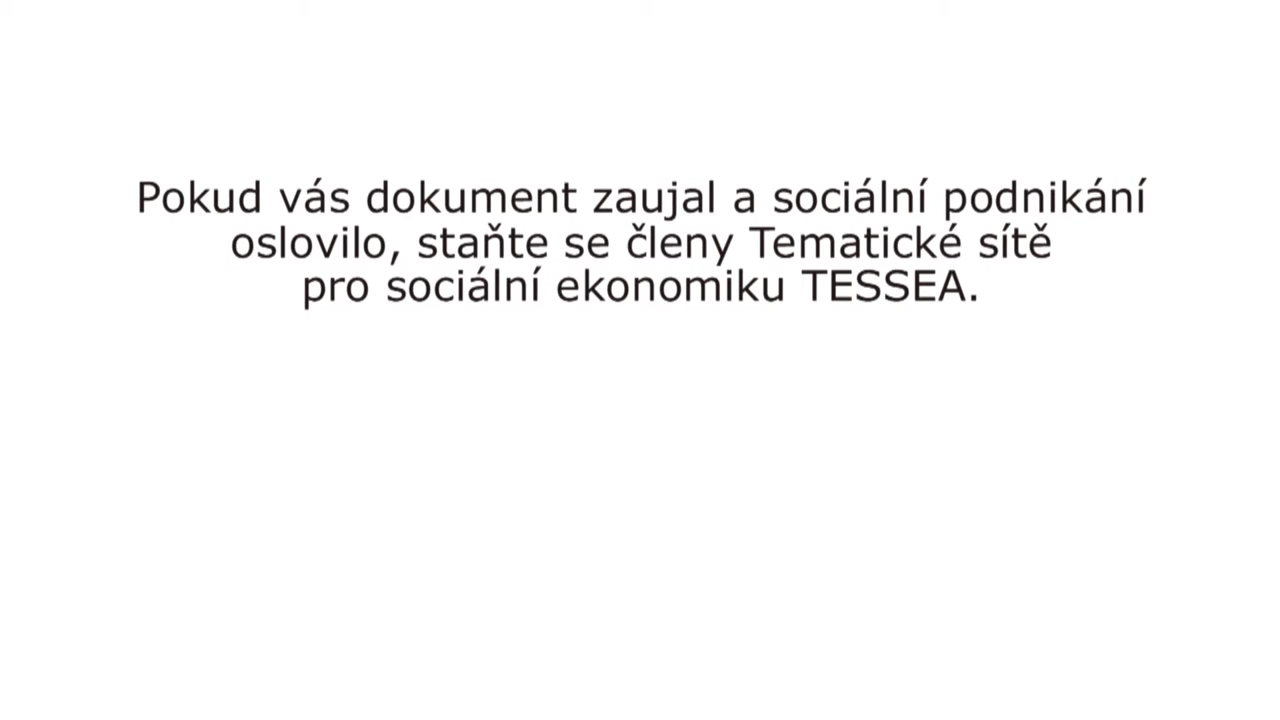 Pokud vás dokument zaujal a sociální podnikání
oslovilo, staňte se členy Tematické sítě
pro sociální ekonomiku TESSEA.